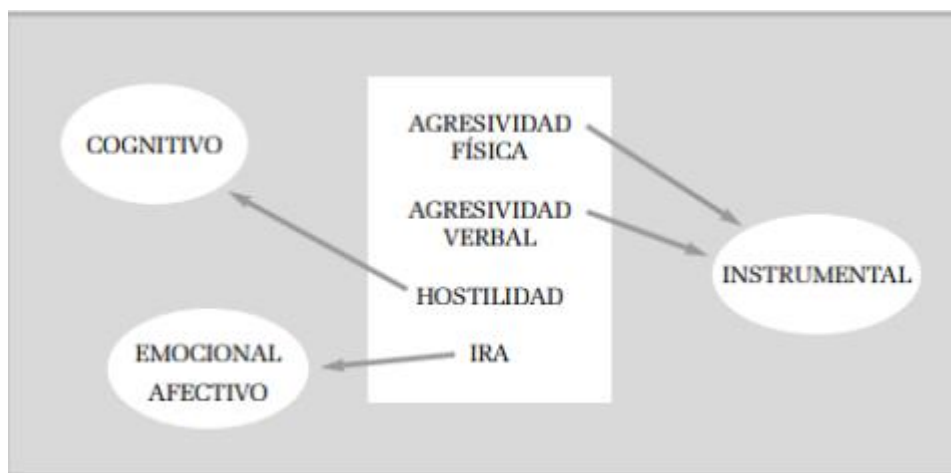 COGNITIVO
EMOCIONAL
AFECTIVO
AGRESIVIDAD
FÍSICA
AGRESIVIDAD
VERBAL
HOSTILIDAD
IRA
INSTRUMENTAL